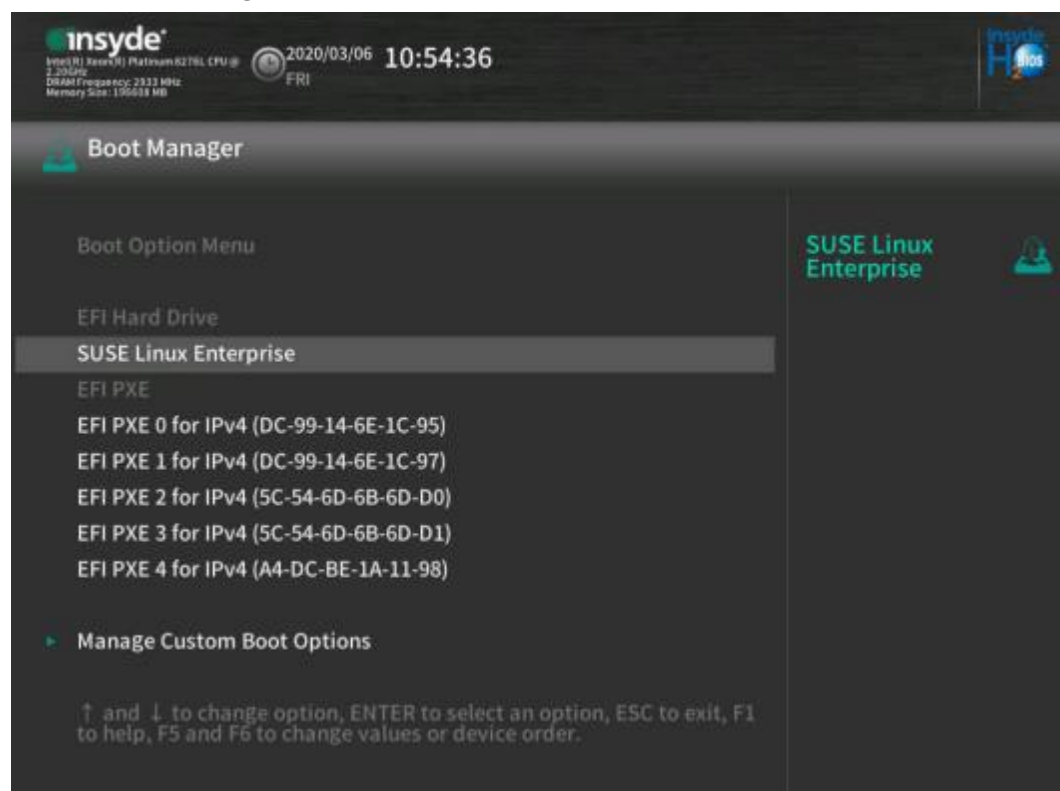 insyde
Intel(R) Xeon(R) Platinum 8276L CPU @
2.20GHz
DRAM Frequency: 2933 MHz
Memory Size: MB
2020/03/06 10:54:36
FRI
insyde
H2O
Bios
Boot Manager
Boot Option Menu
EFI Hard Drive
SUSE Linux Enterprise
EFI PXE
EFI PXE 0 for IPv4 (DC-99-14-6E-1C-95)
EFI PXE 1 for IPv4 (DC-99-14-6E-1C-97)
EFI PXE 2 for IPv4 (5C-54-6D-6B-6D-D0)
EFI PXE 3 for IPv4 (5C-54-6D-6B-6D-D1)
EFI PXE 4 for IPv4 (A4-DC-BE-1A-11-98)
Manage Custom Boot Options
↑ and ↓ to change option, ENTER to select an option, ESC to exit, F1
to help, F5 and F6 to change values or device order.
SUSE Linux
Enterprise